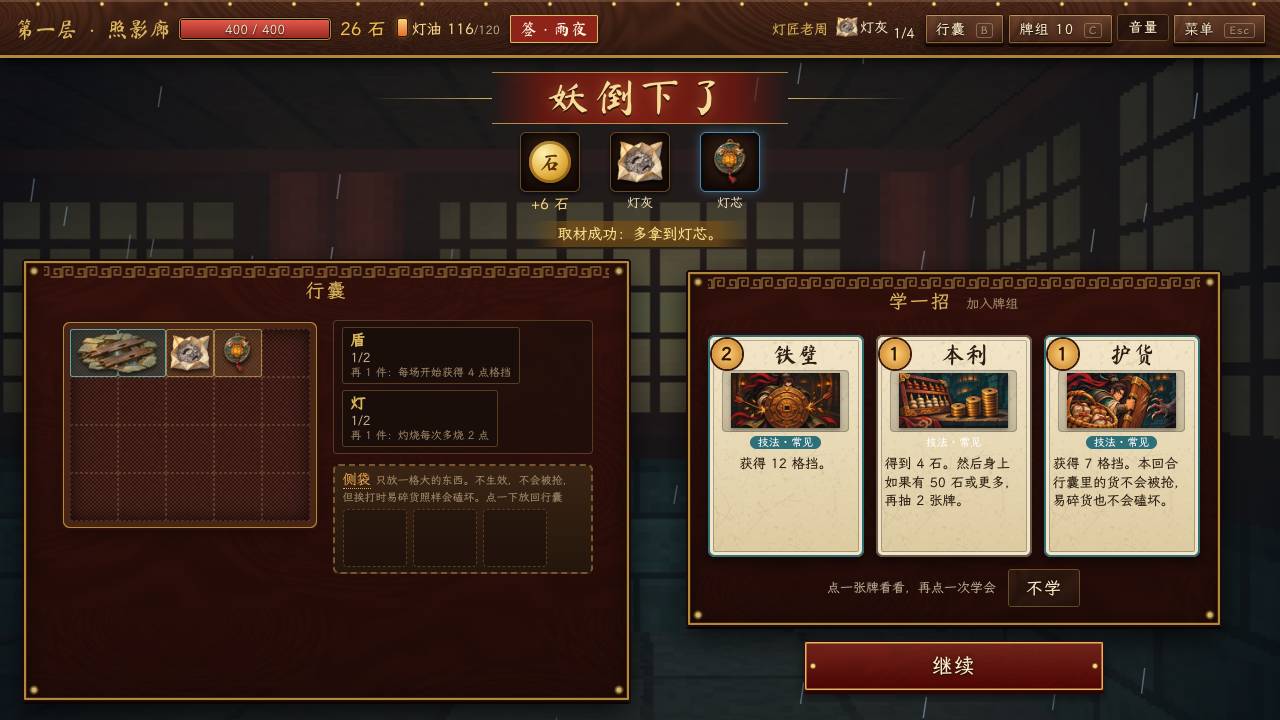 第一层 · 照影廊
400 / 400
26 石
灯油 116/120
签 · 雨夜
灯匠老周 灯灰 1/4
行囊 B
牌组 10 C
音量
菜单 Esc
妖倒下了
石
+6 石
灯灰
灯芯
取材成功：多拿到灯芯。
行囊
盾
1/2
再 1 件：每场开始获得 4 点格挡
灯
1/2
再 1 件：灼烧每次多烧 2 点
侧袋 只放一格大的东西。不生效，不会被抢，
但挨打时易碎货照样会磕坏。点一下放回行囊
学一招 加入牌组
2 铁壁
技法·常见
获得 12 格挡。
1 本利
技法·常见
得到 4 石。然后身上
如果有 50 石或更多，
再抽 2 张牌。
1 护货
技法·常见
获得 7 格挡。本回合
行囊里的货不会被抢，
易碎货也不会磕坏。
点一张牌看看，再点一次学会
不学
继续